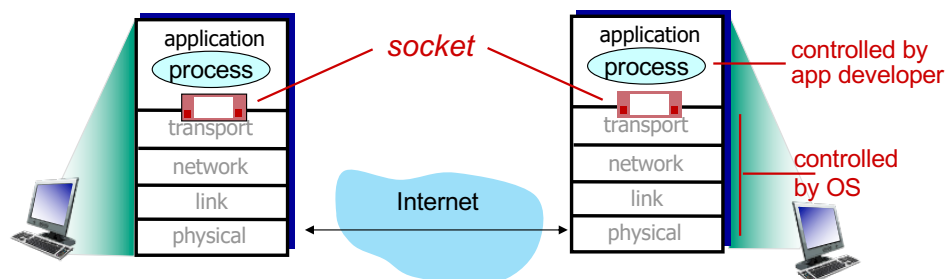 application
process
transport
network
link
physical
socket
Internet
application
process
transport
network
link
physical
controlled by
app developer
controlled
by OS